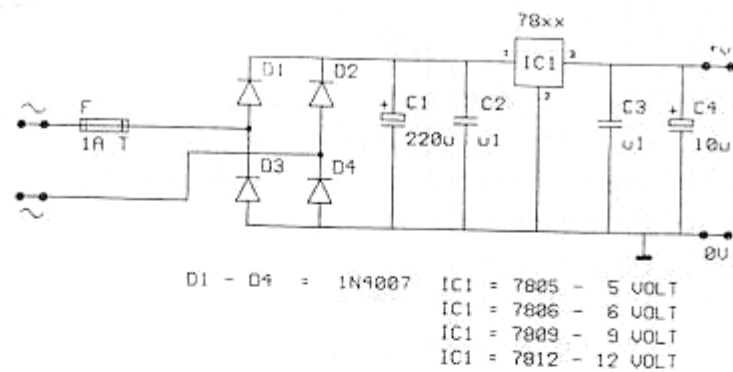 78xx
D1 D2 1 IC1 3 +V
~ F 2 C1 C2 C3 C4
1A T 220u u1 u1 10u
D3 D4
~ 0V
D1 - D4 = 1N4007 IC1 = 7805 - 5 VOLT
IC1 = 7806 - 6 VOLT
IC1 = 7809 - 9 VOLT
IC1 = 7812 - 12 VOLT